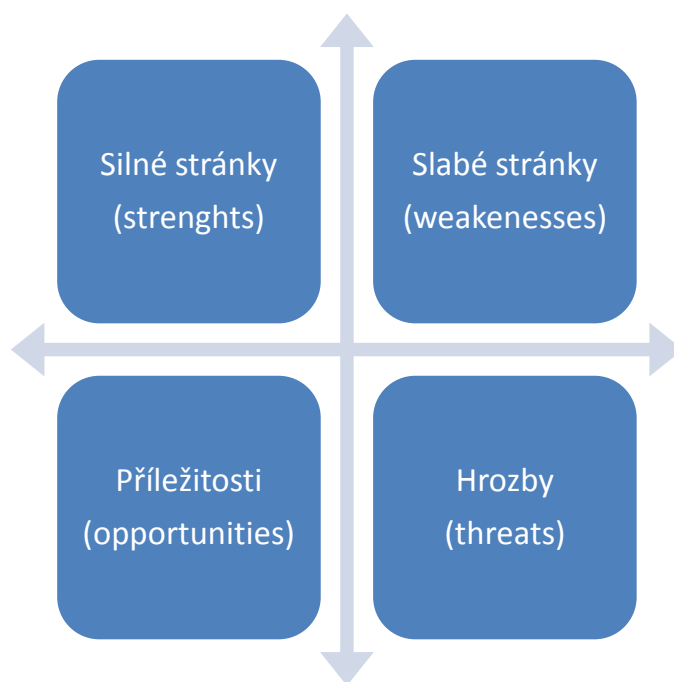 Silné stránky
(strenghts)
Slabé stránky
(weakenesses)
Příležitosti
(opportunities)
Hrozby
(threats)